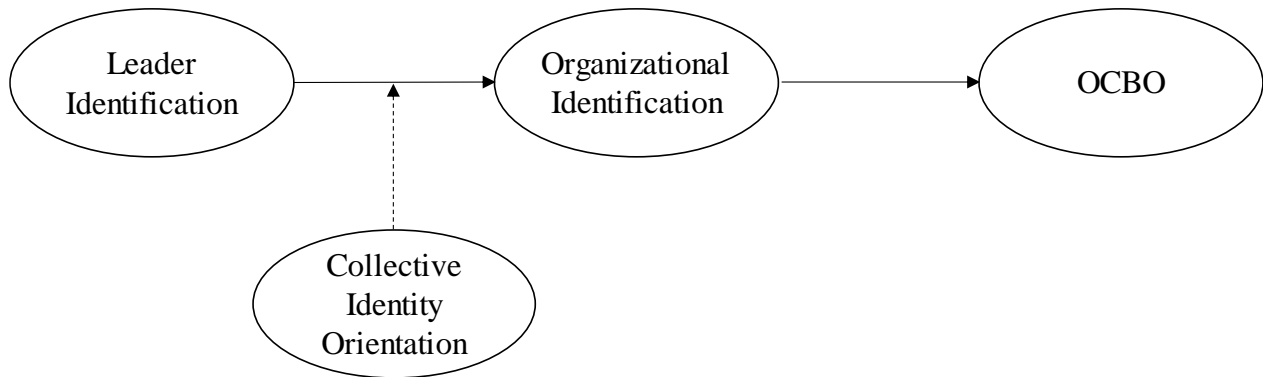 Leader
Identification
Organizational
Identification
OCBO
Collective
Identity
Orientation